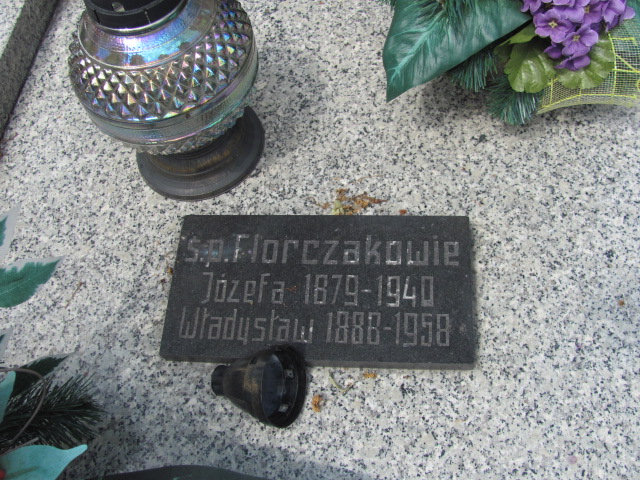 ś.p. Florczakowie
Józefa 1879-1940
Władysław 1888-1958